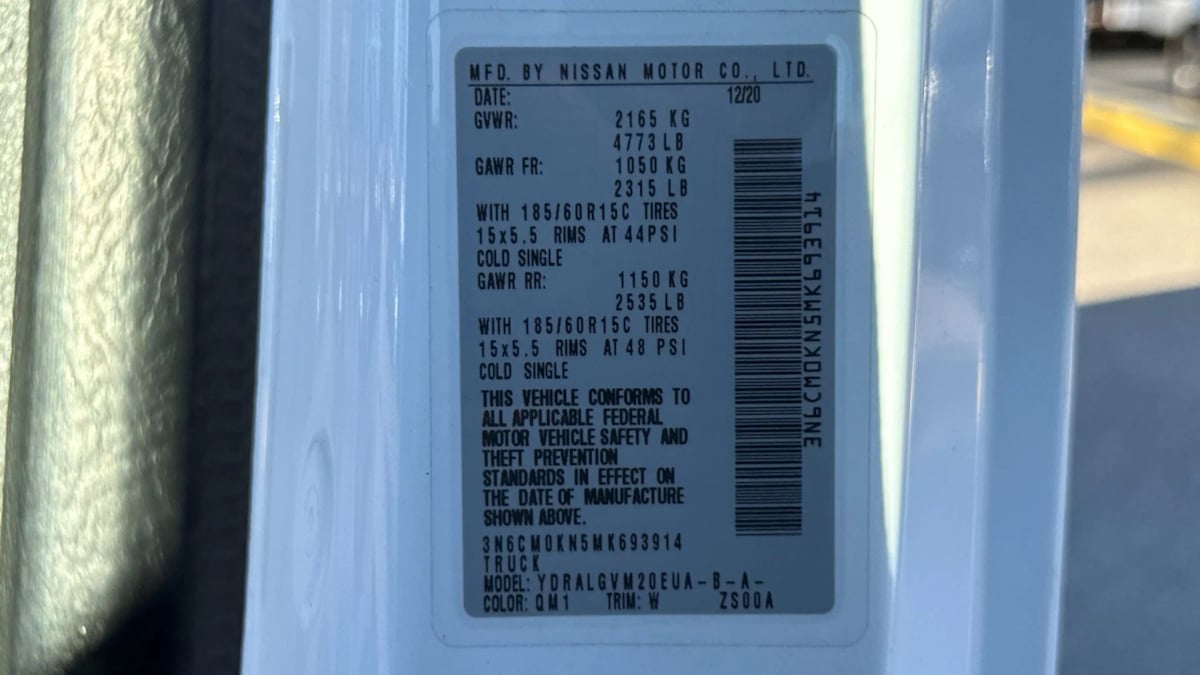 MFD. BY NISSAN MOTOR CO., LTD.
DATE: 12/20
GVWR: 2165 KG
4773 LB
GAWR FR: 1050 KG
2315 LB
WITH 185/60R15C TIRES
15x5.5 RIMS AT 44PSI
COLD SINGLE
GAWR RR: 1150 KG
2535 LB
WITH 185/60R15C TIRES
15x5.5 RIMS AT 48 PSI
COLD SINGLE
THIS VEHICLE CONFORMS TO
ALL APPLICABLE FEDERAL
MOTOR VEHICLE SAFETY AND
THEFT PREVENTION
STANDARDS IN EFFECT ON
THE DATE OF MANUFACTURE
SHOWN ABOVE.
3N6CM0KN5MK693914
TRUCK
MODEL: YDRALGVM20EUA-B-A-
COLOR: QM1 TRIM: W ZS00A
3N6CM0KN5MK693914